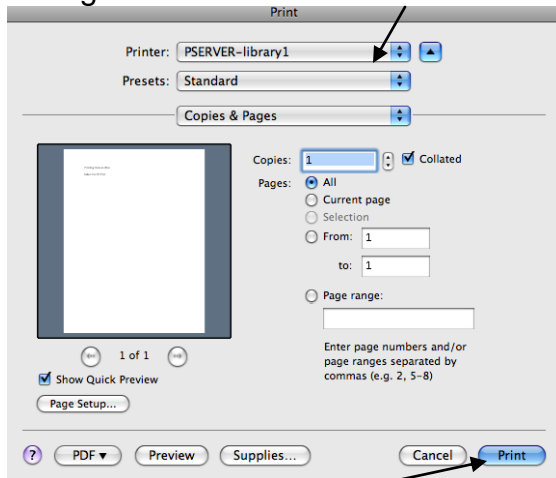 Print
Printer: PSERVER-library1
Presets: Standard
Copies & Pages
Copies: 1 Collated
Pages: All
Current page
Selection
From: 1
to: 1
Page range:
Enter page numbers and/or
page ranges separated by
commas (e.g. 2, 5-8)
1 of 1
Show Quick Preview
Page Setup...
? PDF▾ Preview Supplies... Cancel Print